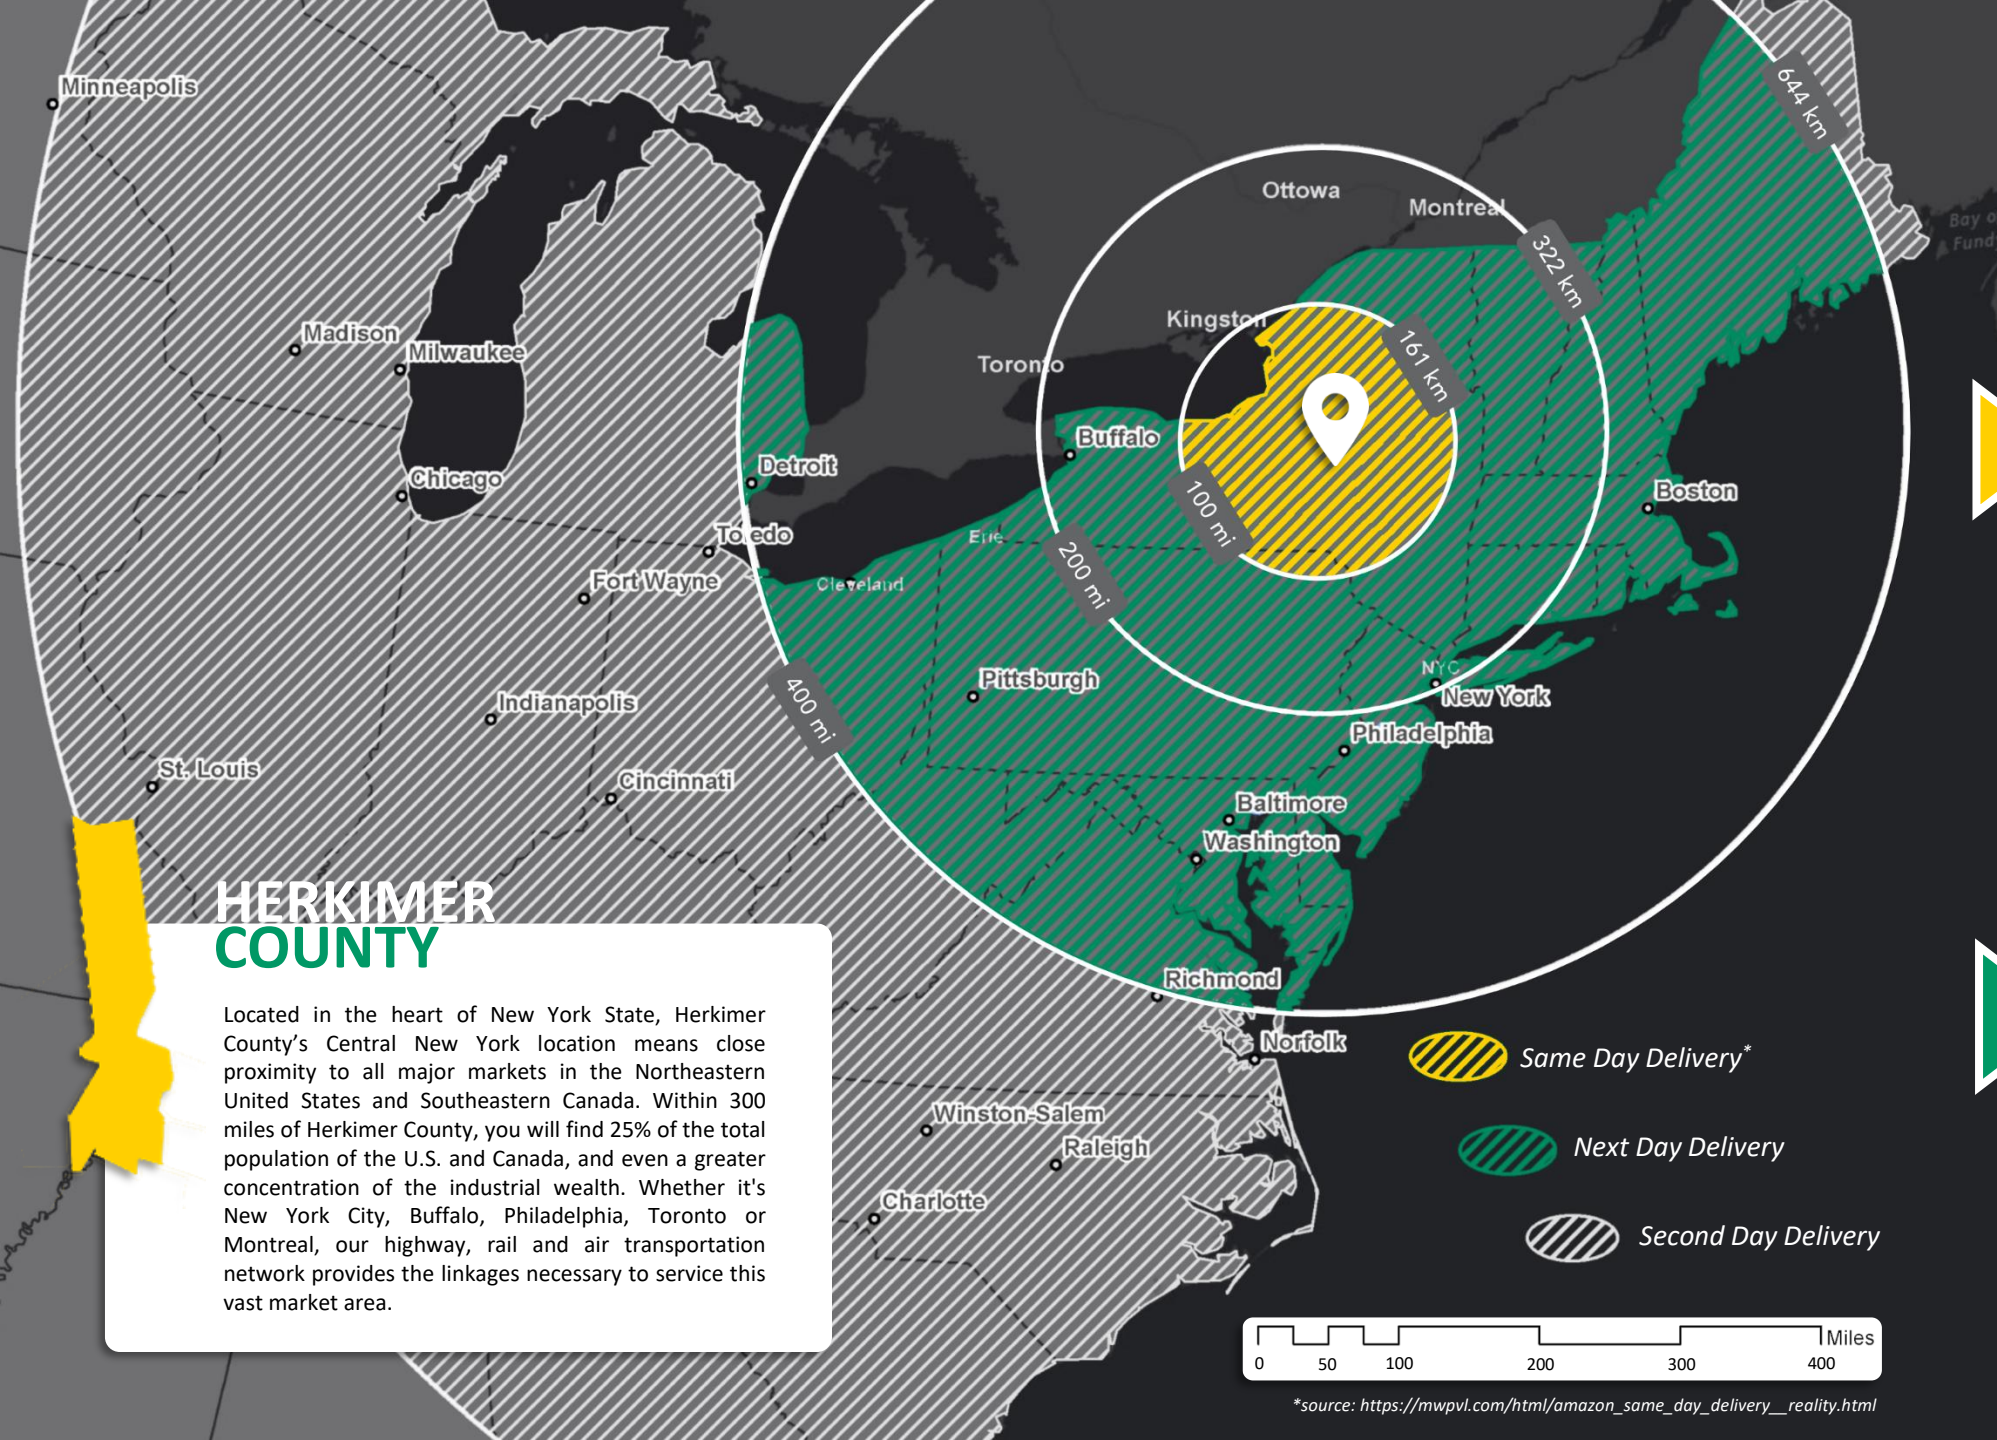 Minneapolis
644 km
Ottowa
Montreal
Bay o
Fund
322 km
Kingston
Madison
Milwaukee
161 km
Toronto
Buffalo
Detroit
Chicago
100 mi
Boston
Toledo
Erie
200 mi
Fort Wayne
Cleveland
NYC
Pittsburgh
New York
400 mi
Indianapolis
Philadelphia
St. Louis
Cincinnati
Baltimore
Washington
HERKIMER
COUNTY
Richmond
Located in the heart of New York State, Herkimer
County’s Central New York location means close
proximity to all major markets in the Northeastern
United States and Southeastern Canada. Within 300
miles of Herkimer County, you will find 25% of the total
population of the U.S. and Canada, and even a greater
concentration of the industrial wealth. Whether it's
New York City, Buffalo, Philadelphia, Toronto or
Montreal, our highway, rail and air transportation
network provides the linkages necessary to service this
vast market area.
Norfolk
Winston-Salem
Raleigh
Charlotte
Same Day Delivery*
Next Day Delivery
Second Day Delivery
Miles
0 50 100 200 300 400
*source: https://mwpvl.com/html/amazon_same_day_delivery__reality.html